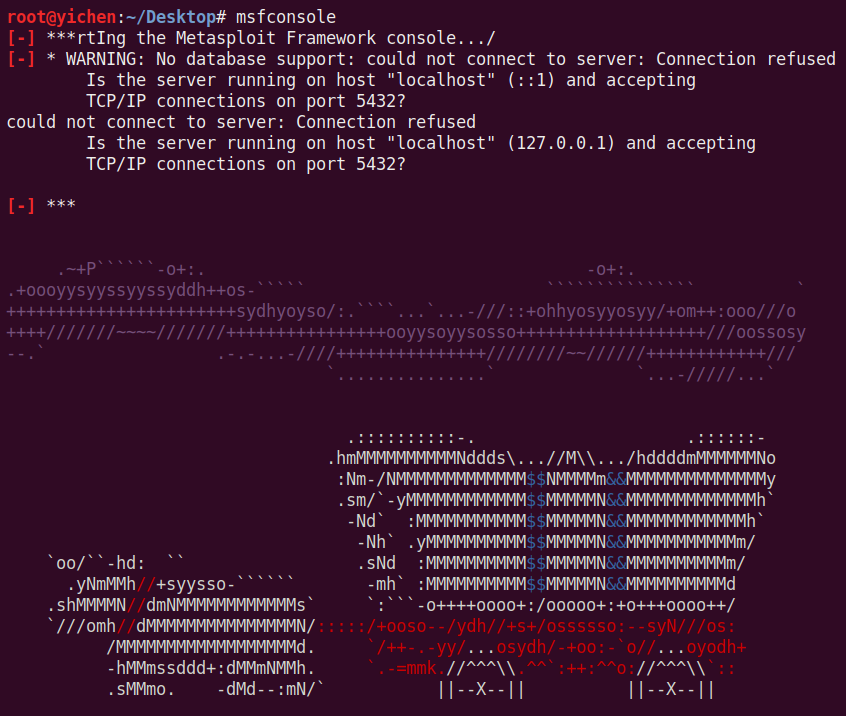 root@yichen:~/Desktop# msfconsole
[-] ***rtIng the Metasploit Framework console.../
[-] * WARNING: No database support: could not connect to server: Connection refused
        Is the server running on host "localhost" (::1) and accepting
        TCP/IP connections on port 5432?
could not connect to server: Connection refused
        Is the server running on host "localhost" (127.0.0.1) and accepting
        TCP/IP connections on port 5432?
[-] ***
     .~+P``````-o+:.                                      -o+:.
.+oooyysyyssyyssyddh++os-`````                        ```````````````          `
+++++++++++++++++++++++sydhyoyso/:.````...`...-///::+ohhyosyyosyy/+om++:ooo///o
++++///////~~~~///////++++++++++++++++ooyysoyysosso+++++++++++++++++++///oossosy
--.`                 .-.-...-////+++++++++++++++////////~~//////++++++++++++///
                                `...............`              `...-/////...`
                                  .::::::::::-.                     .::::::-
                                .hmMMMMMMMMMMNddds\...//M\\.../hddddmMMMMMMNo
                                 :Nm-/NMMMMMMMMMMMMM$$NMMMMm&&MMMMMMMMMMMMMMy
                                 .sm/`-yMMMMMMMMMMMM$$MMMMMN&&MMMMMMMMMMMMMh`
                                  -Nd`  :MMMMMMMMMMM$$MMMMMN&&MMMMMMMMMMMMh`
                                   -Nh` .yMMMMMMMMMM$$MMMMMN&&MMMMMMMMMMMm/
    `oo/``-hd:  ``                 .sNd  :MMMMMMMMMM$$MMMMMN&&MMMMMMMMMMm/
      .yNmMMh//+syysso-``````       -mh` :MMMMMMMMMM$$MMMMMN&&MMMMMMMMMMd
    .shMMMMN//dmNMMMMMMMMMMMMs`     `:```-o++++oooo+:/ooooo+:+o+++oooo++/
    `///omh//dMMMMMMMMMMMMMMMN/:::::/+ooso--/ydh//+s+/ossssso:--syN///os:
          /MMMMMMMMMMMMMMMMMMd.     `/++-.-yy/...osydh/-+oo:-`o//...oyodh+
          -hMMmssddd+:dMMmNMMh.     `.-=mmk.//^^^\\.^^`:++:^^o://^^^\\`::
          .sMMmo.    -dMd--:mN/`           ||--X--||          ||--X--||